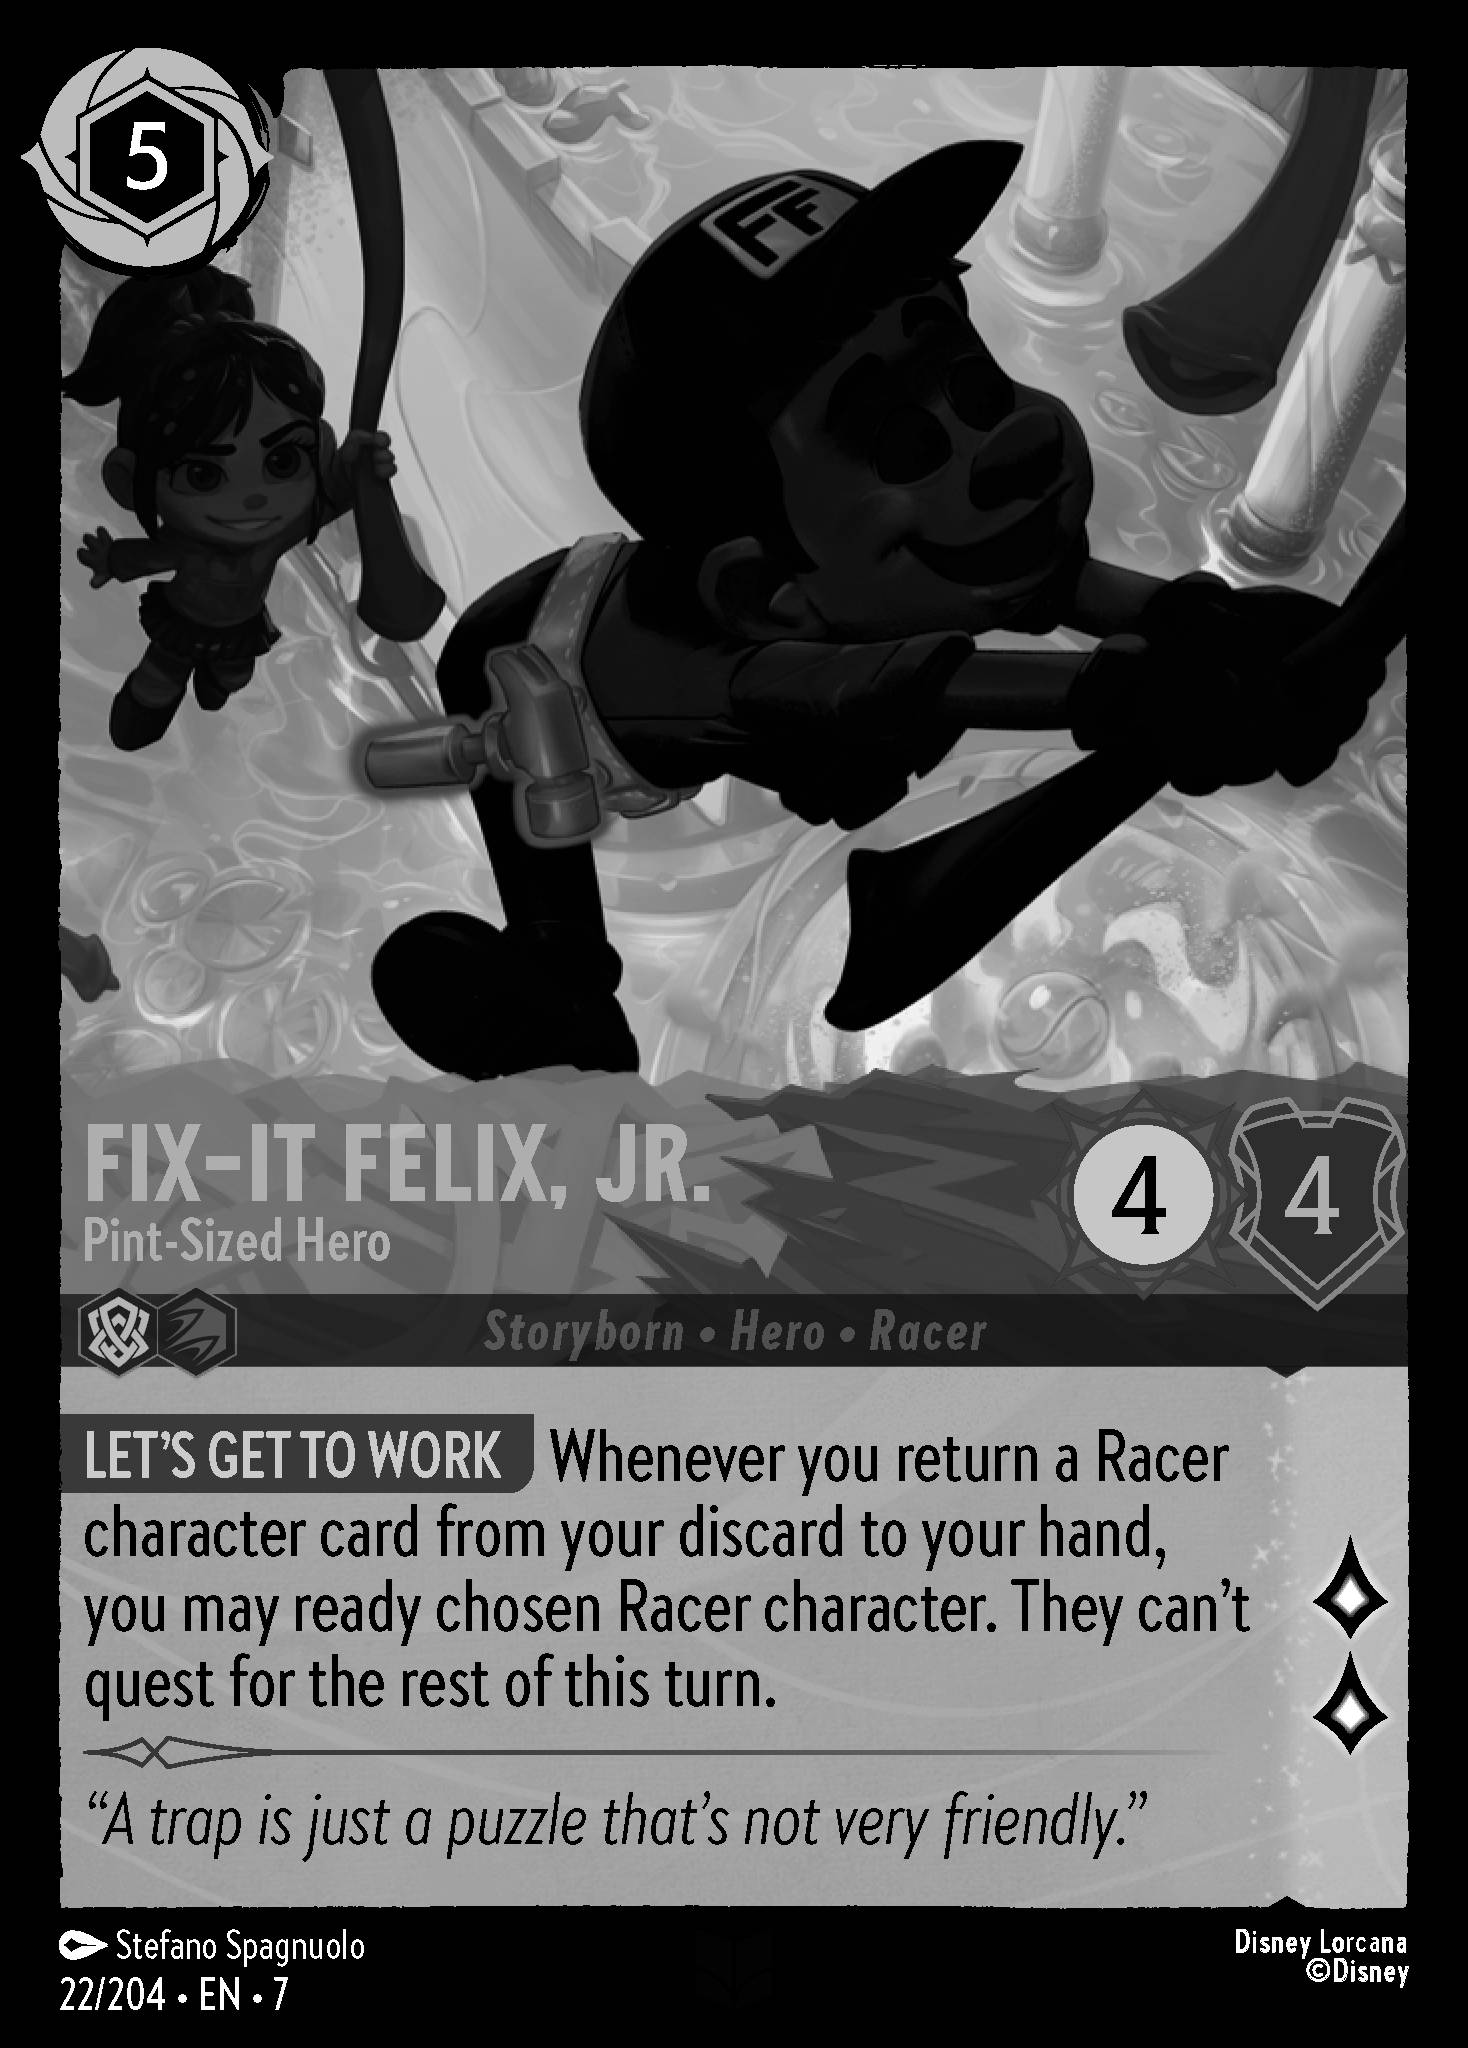 5
FF
FIX-IT FELIX, JR.
Pint-Sized Hero
4
4
Storyborn • Hero • Racer
LET’S GET TO WORK Whenever you return a Racer
character card from your discard to your hand,
you may ready chosen Racer character. They can’t
quest for the rest of this turn.
“A trap is just a puzzle that’s not very friendly.”
Stefano Spagnuolo
22/204 • EN • 7
Disney Lorcana
©Disney